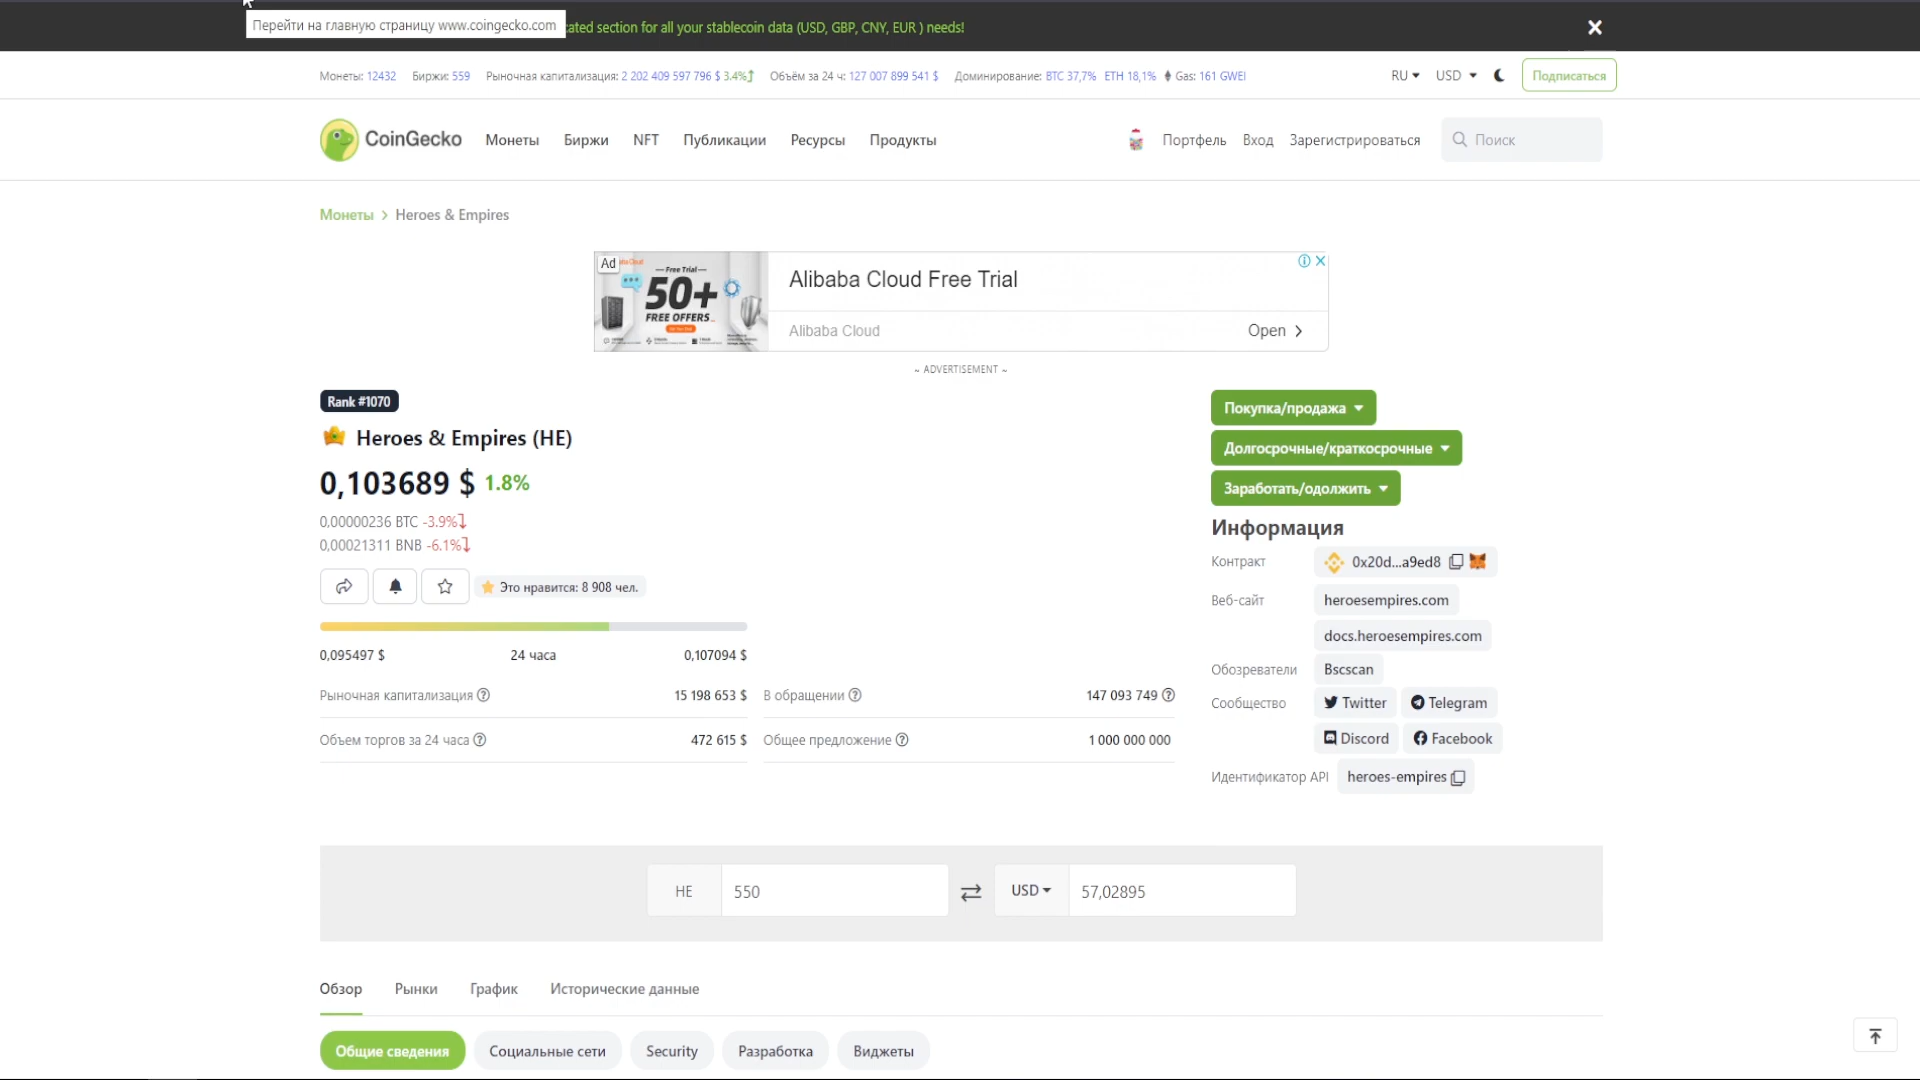 Перейти на главную страницу www.coingecko.com
ated section for all your stablecoin data (USD, GBP, CNY, EUR ) needs!
Монеты: 12432 Биржи: 559 Рыночная капитализация: 2 202 409 597 796 $ 3.4% Объём за 24 ч: 127 007 899 541 $ Доминирование: BTC 37,7% ETH 18,1% Gas: 161 GWEI
RU USD Подписаться
CoinGecko Монеты Биржи NFT Публикации Ресурсы Продукты
Портфель Вход Зарегистрироваться Поиск
Монеты > Heroes & Empires
Ad
Free Trial
50+
FREE OFFERS
Alibaba Cloud Free Trial
Alibaba Cloud
Open
~ ADVERTISEMENT ~
Rank #1070
Heroes & Empires (HE)
0,103689 $ 1.8%
0,00000236 BTC -3.9%
0,00021311 BNB -6.1%
Это нравится: 8 908 чел.
0,095497 $ 24 часа 0,107094 $
Рыночная капитализация 15 198 653 $
В обращении 147 093 749
Объем торгов за 24 часа 472 615 $
Общее предложение 1 000 000 000
Покупка/продажа
Долгосрочные/краткосрочные
Заработать/одолжить
Информация
Контракт 0x20d...a9ed8
Веб-сайт heroesempires.com
docs.heroesempires.com
Обозреватели Bscscan
Сообщество Twitter Telegram
Discord Facebook
Идентификатор API heroes-empires
HE 550 USD 57,02895
Обзор Рынки График Исторические данные
Общие сведения Социальные сети Security Разработка Виджеты